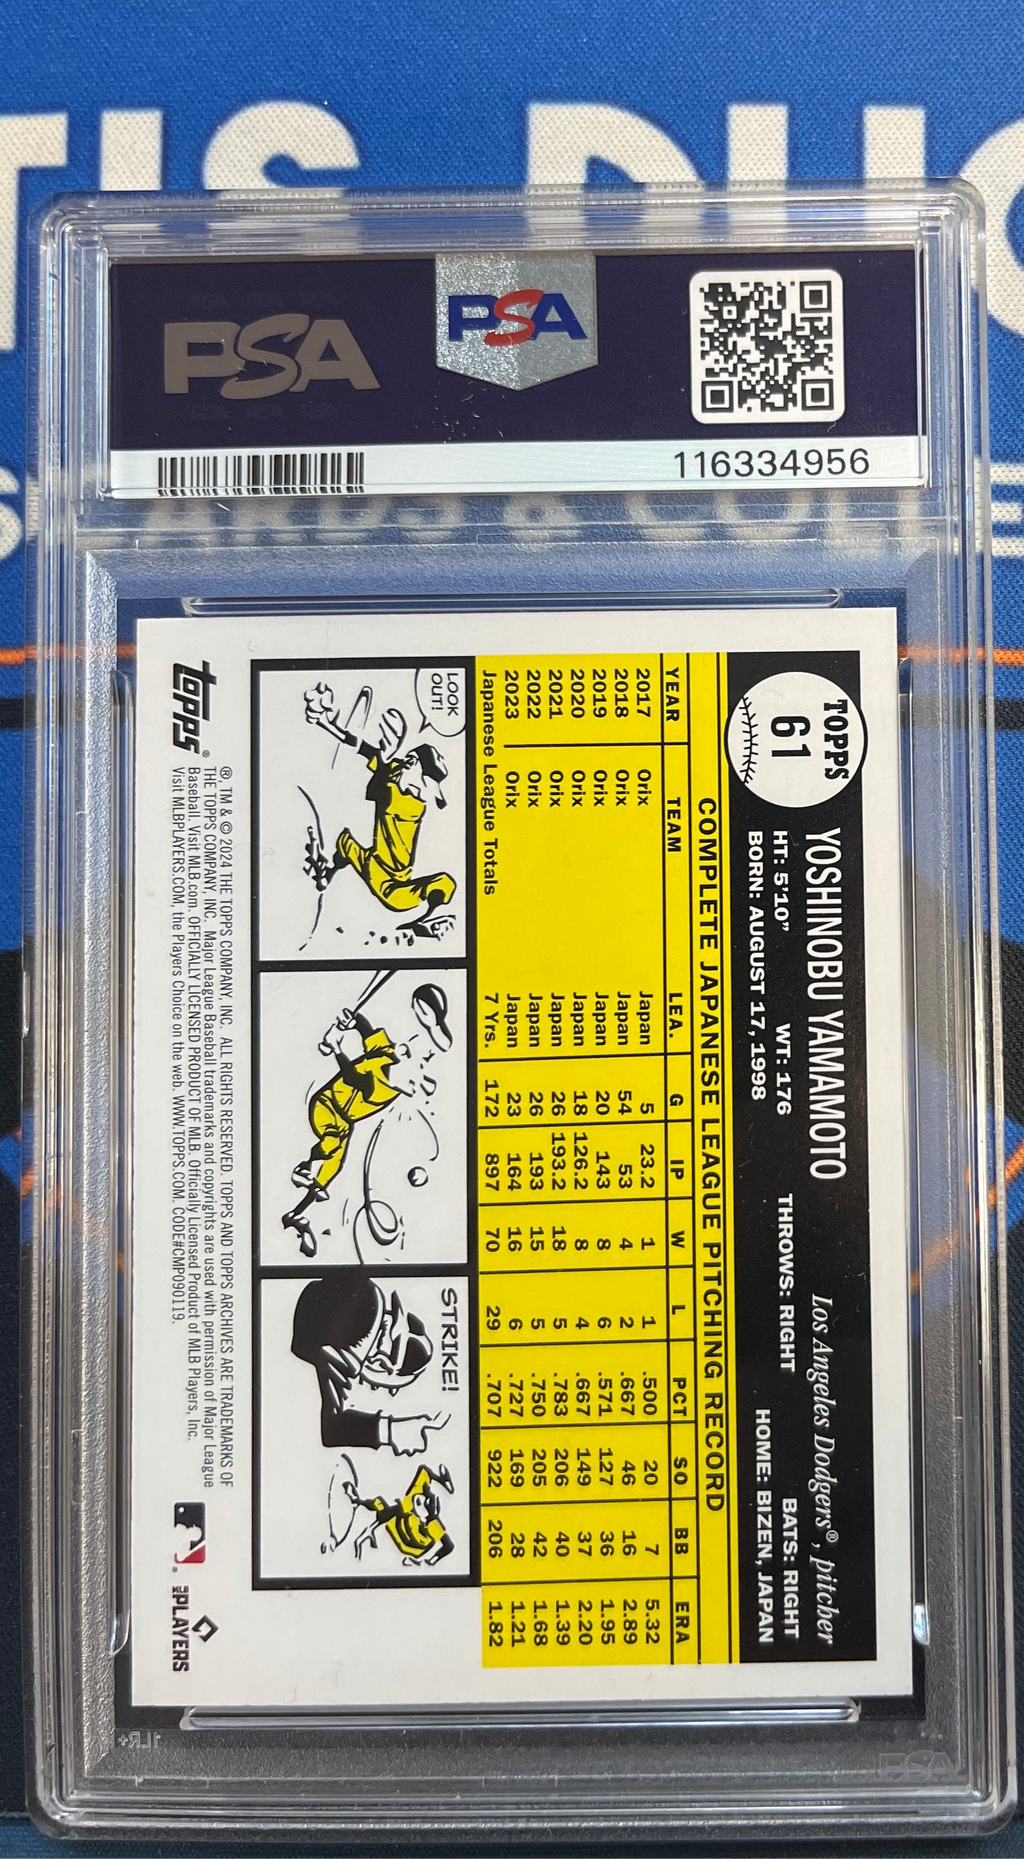 TIS DUG
PSA
PSA
116334956
TOPPS
61
YOSHINOBU YAMAMOTO
Los Angeles Dodgers®, pitcher
HT: 5'10" WT: 176 THROWS: RIGHT BATS: RIGHT
BORN: AUGUST 17, 1998 HOME: BIZEN, JAPAN
COMPLETE JAPANESE LEAGUE PITCHING RECORD
YEAR TEAM LEA. G IP W L PCT SO BB ERA
2017 Orix Japan 5 23.2 1 1 .500 20 7 5.32
2018 Orix Japan 54 53 4 2 .667 46 16 2.89
2019 Orix Japan 20 143 8 6 .571 127 36 1.95
2020 Orix Japan 18 126.2 8 4 .667 149 37 2.20
2021 Orix Japan 26 193.2 18 5 .783 206 40 1.39
2022 Orix Japan 26 193 15 5 .750 205 42 1.68
2023 Orix Japan 23 164 16 6 .727 169 28 1.21
Japanese League Totals 7 Yrs. 172 897 70 29 .707 922 206 1.82
LOOK
OUT!
STRIKE!
topps®
®, TM & © 2024 THE TOPPS COMPANY, INC. ALL RIGHTS RESERVED. TOPPS AND TOPPS ARCHIVES ARE TRADEMARKS OF
THE TOPPS COMPANY, INC. Major League Baseball trademarks and copyrights are used with permission of Major League
Baseball. Visit MLB.com. OFFICIALLY LICENSED PRODUCT OF MLB. Officially Licensed Product of MLB Players, Inc.
Visit MLBPLAYERS.COM, the Players Choice on the web. WWW.TOPPS.COM. CODE#CMP090119.
MLB PLAYERS
1LR+
PSA